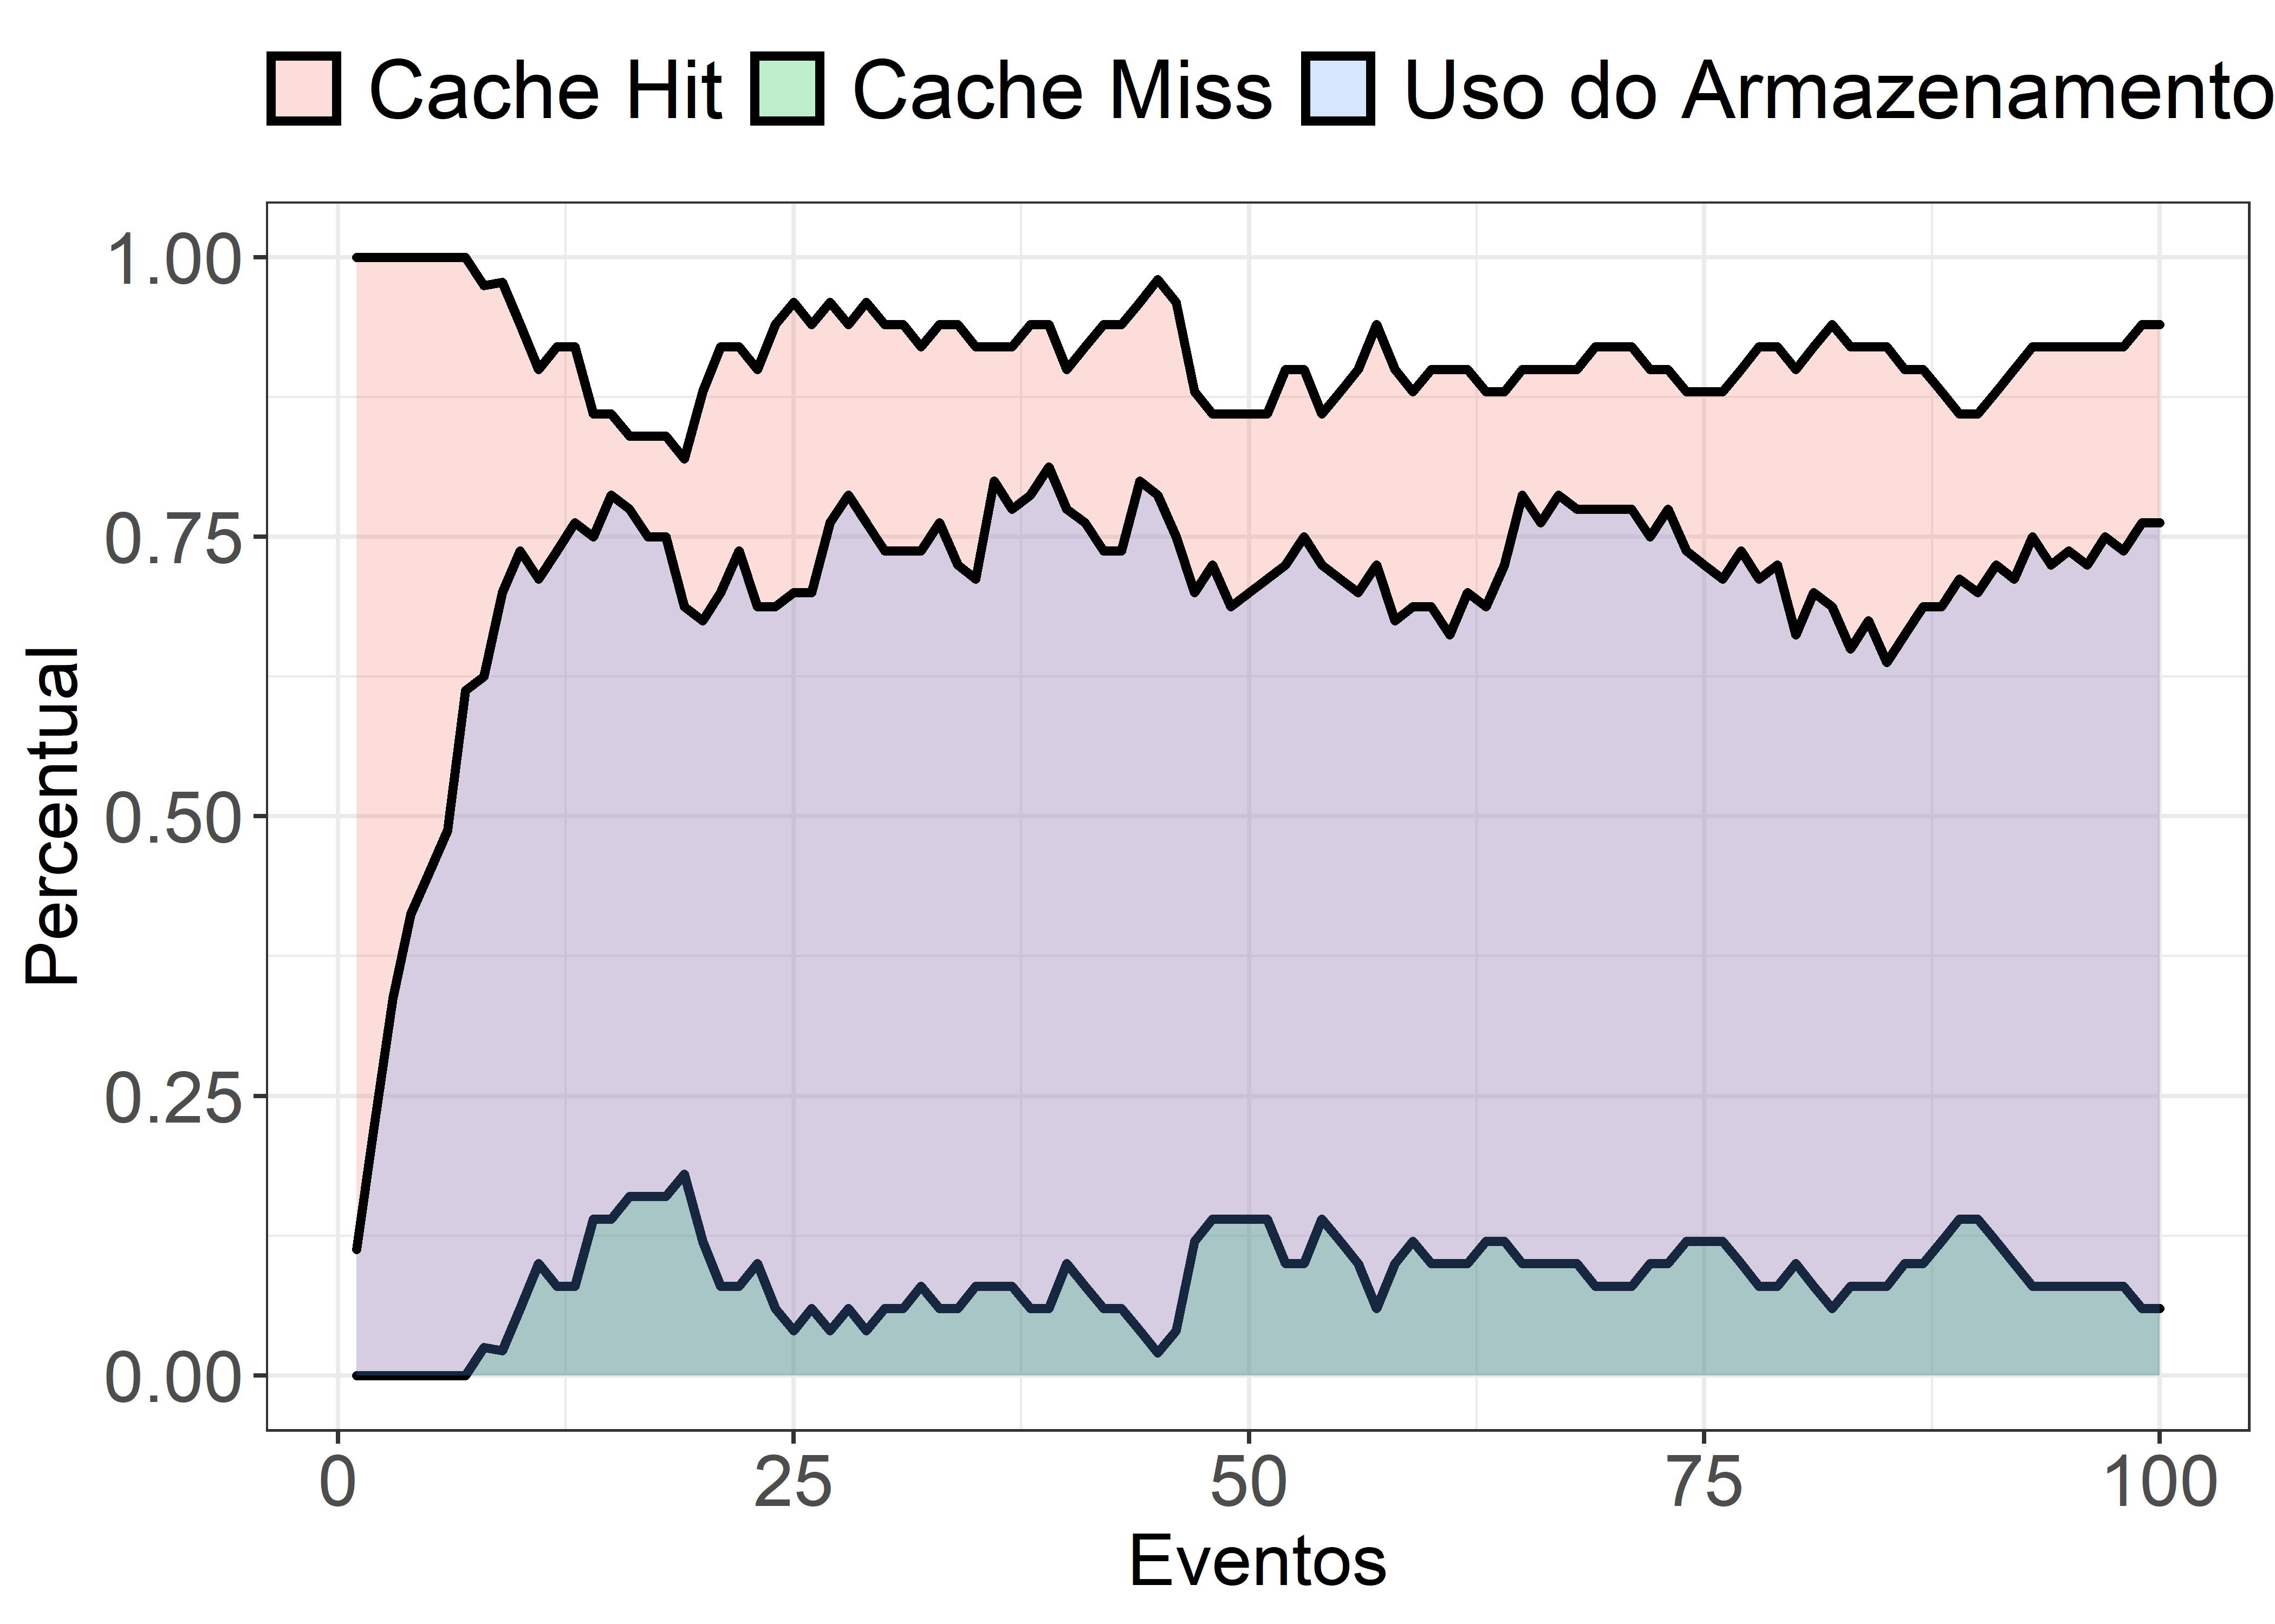 Cache Hit Cache Miss Uso do Armazenamento
1.00
0.75
0.50
0.25
0.00
Percentual
0 25 50 75 100
Eventos